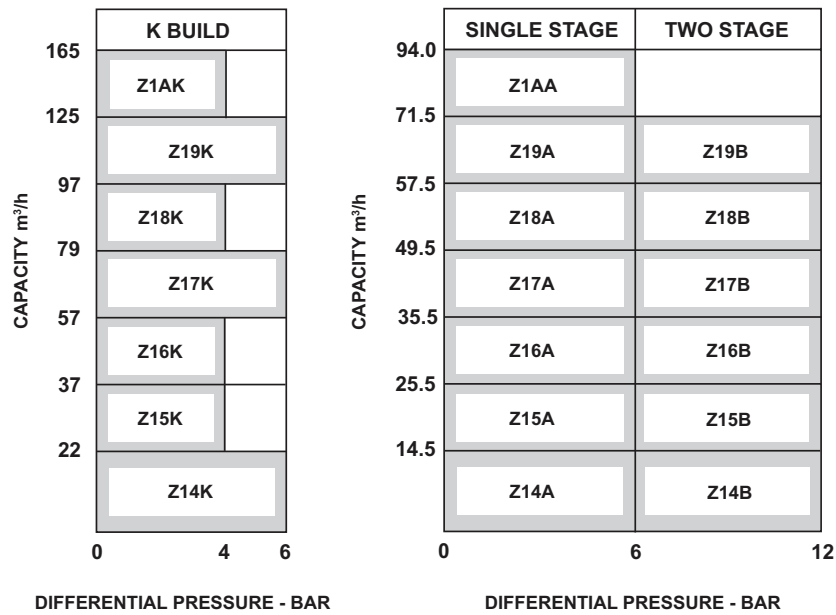 K BUILD
165
Z1AK
125
Z19K
97
Z18K
79
Z17K
57
Z16K
37
Z15K
22
Z14K
0 4 6
CAPACITY m³/h
DIFFERENTIAL PRESSURE - BAR
SINGLE STAGE TWO STAGE
94.0
Z1AA
71.5
Z19A Z19B
57.5
Z18A Z18B
49.5
Z17A Z17B
35.5
Z16A Z16B
25.5
Z15A Z15B
14.5
Z14A Z14B
0 6 12
CAPACITY m³/h
DIFFERENTIAL PRESSURE - BAR